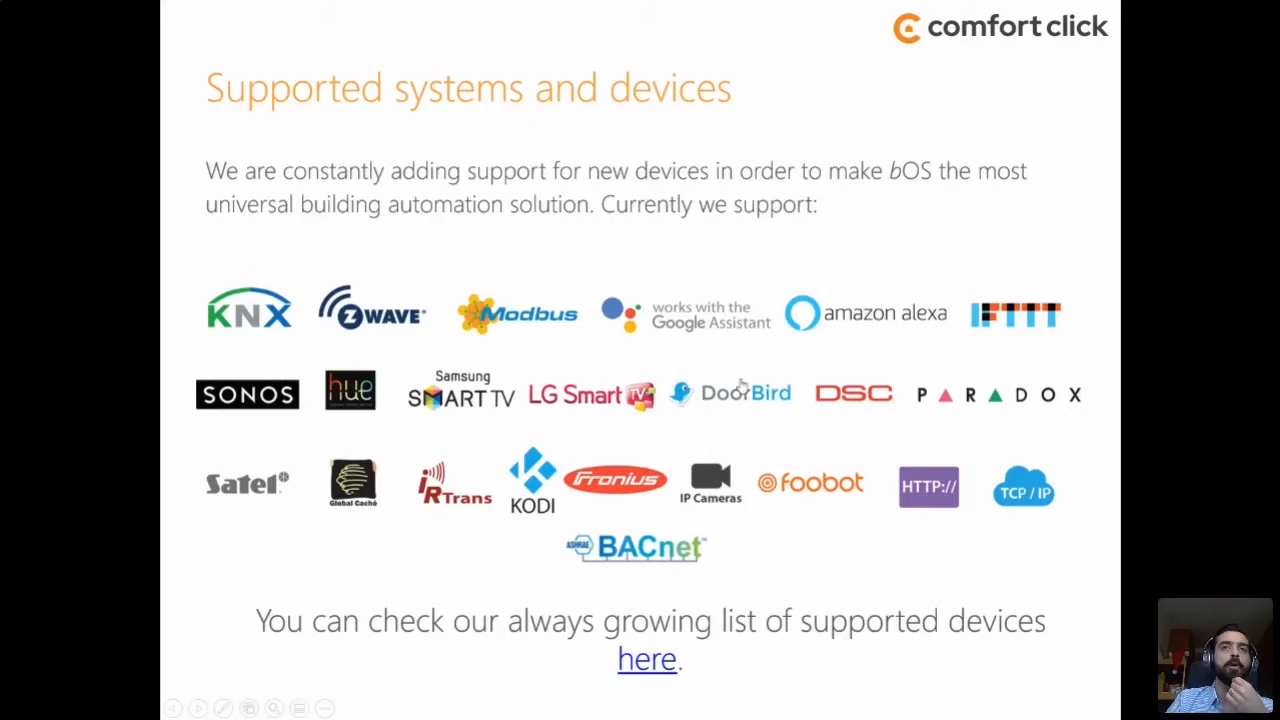 comfort click
Supported systems and devices
We are constantly adding support for new devices in order to make bOS the most
universal building automation solution. Currently we support:
KNX Z WAVE Modbus works with the Google Assistant amazon alexa IFTTT
SONOS hue Samsung SMART TV LG Smart TV DoorBird DSC PARADOX
Satel Global Caché iRTrans KODI Fronius IP Cameras foobot HTTP:// TCP / IP
ASHRAE BACnet™
You can check our always growing list of supported devices
here.